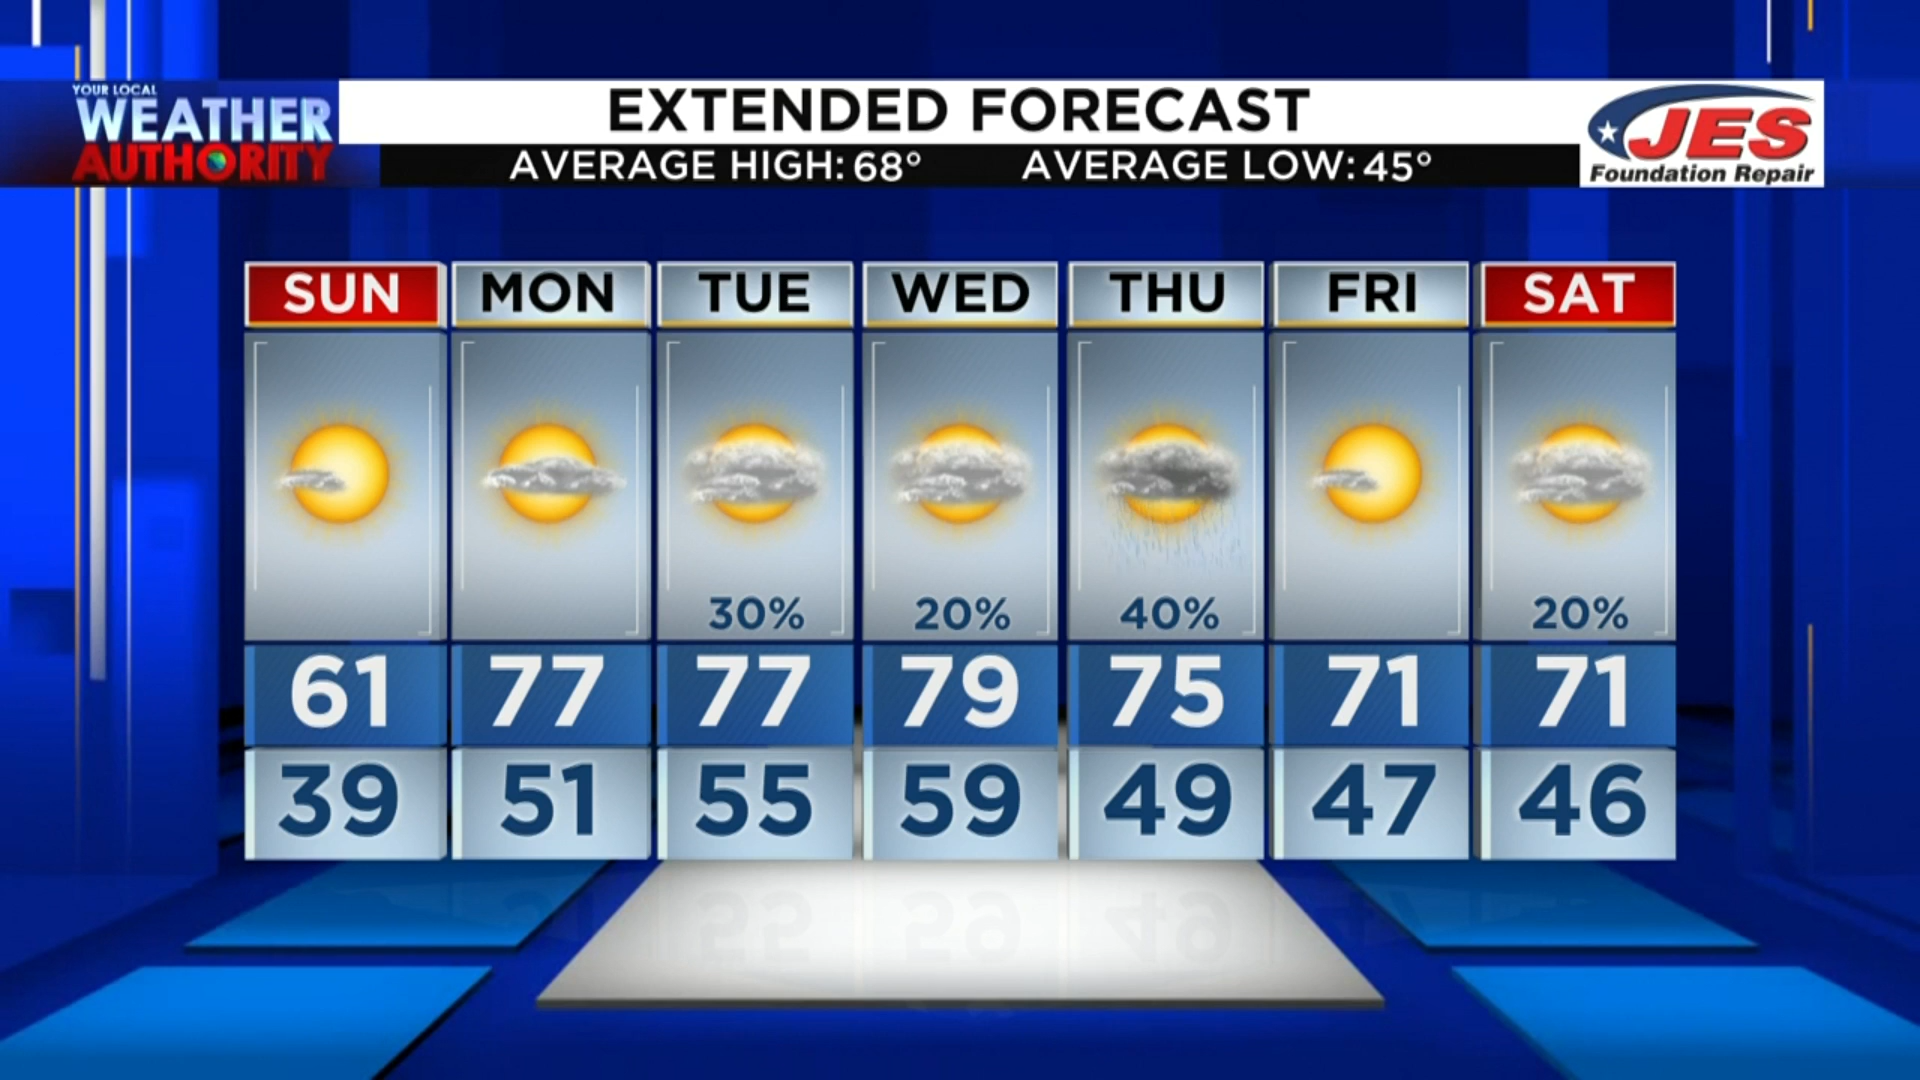 YOUR LOCAL
WEATHER
AUTHORITY
EXTENDED FORECAST
AVERAGE HIGH: 68° AVERAGE LOW: 45°
JES
Foundation Repair
SUN MON TUE WED THU FRI SAT
30% 20% 40% 20%
61 77 77 79 75 71 71
39 51 55 59 49 47 46